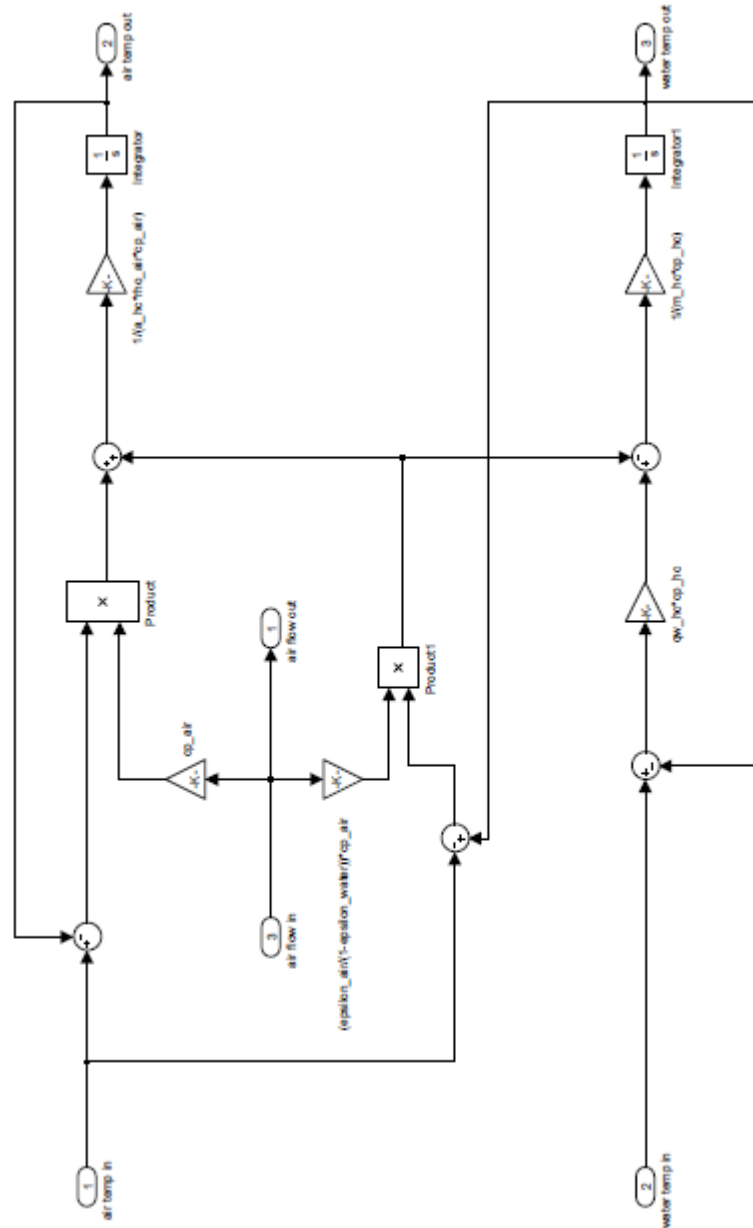 1
air temp in
Product
×
1/(a_hc*rho_air*cp_air)
-K-
Integrator
1
s
2
air temp out
cp_air
-K-
3
air flow in
1
air flow out
(epsilon_air/(1-epsilon_water))*cp_air
-K-
Product1
×
2
water temp in
qw_hc*cp_hc
-K-
1/(m_hc*cp_hc)
-K-
Integrator1
1
s
3
water temp out